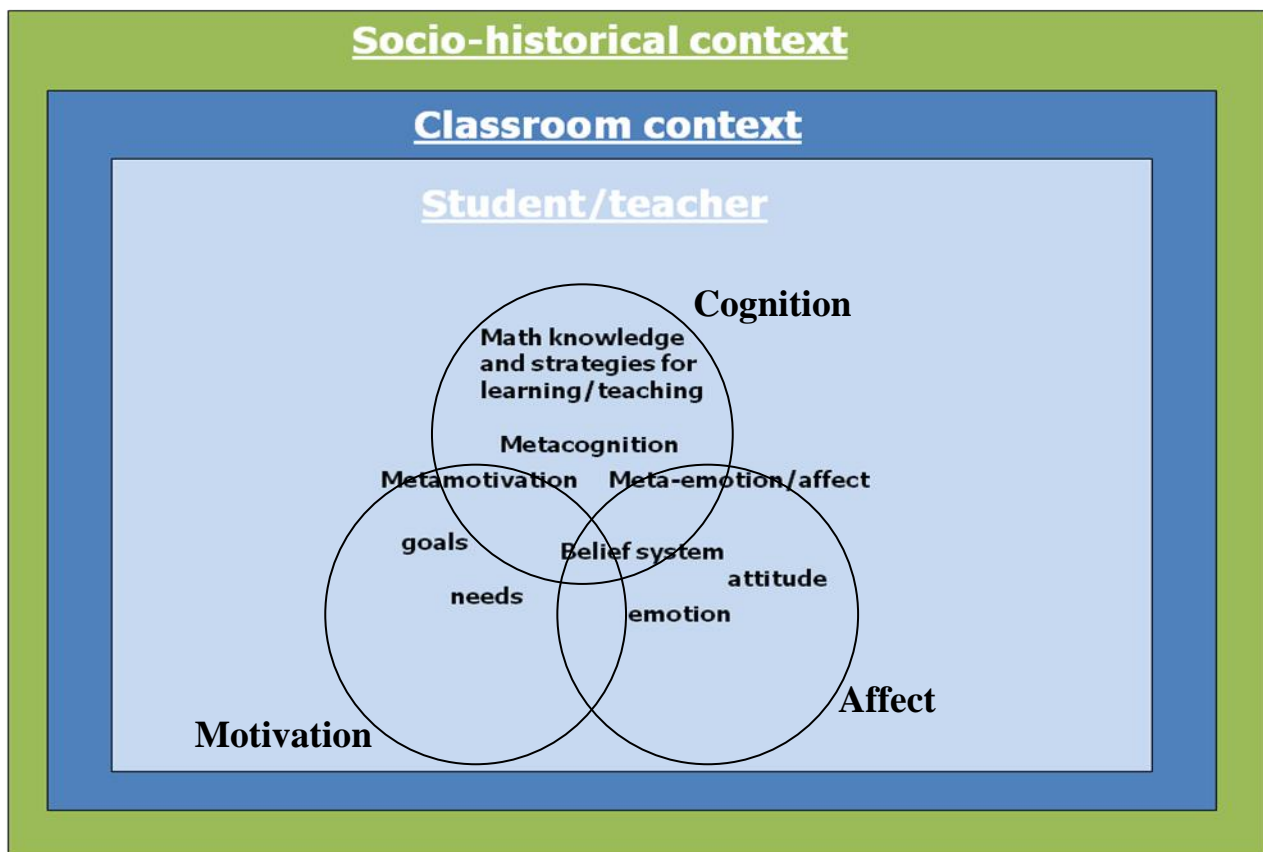 Socio-historical context
Classroom context
Student/teacher
Cognition
Math knowledge
and strategies for
learning/teaching
Metacognition
Metamotivation
Meta-emotion/affect
goals
Belief system
attitude
needs
emotion
Affect
Motivation